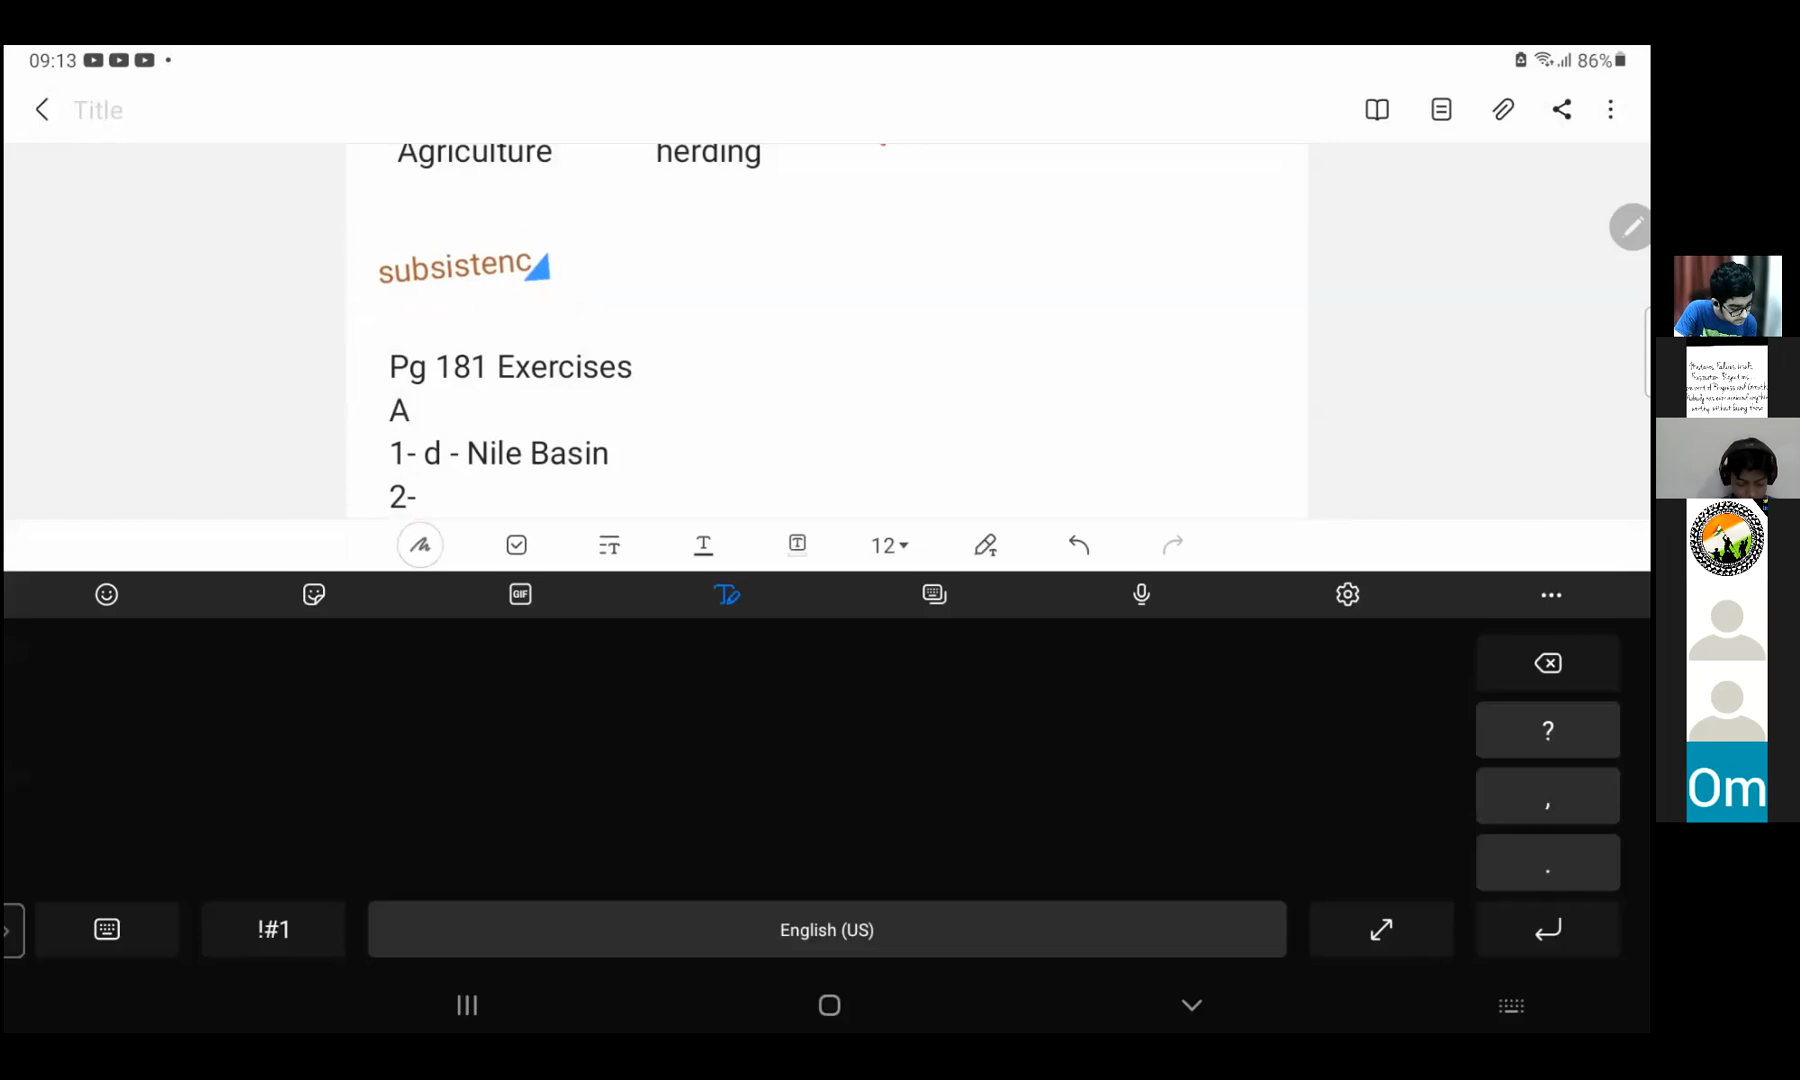 09:13
86%
Title
Agriculture herding
subsistenc
Pg 181 Exercises
A
1- d - Nile Basin
2-
12
GIF
?
,
.
!#1
English (US)
Om